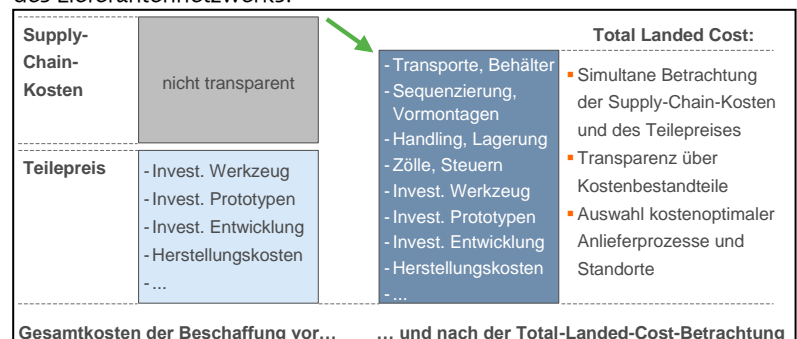 des Lieferantennetzwerks.
Supply-
Chain-
Kosten
nicht transparent
Teilepreis
- Invest. Werkzeug
- Invest. Prototypen
- Invest. Entwicklung
- Herstellungskosten
- ...
- Transporte, Behälter
- Sequenzierung,
Vormontagen
- Handling, Lagerung
- Zölle, Steuern
- Invest. Werkzeug
- Invest. Prototypen
- Invest. Entwicklung
- Herstellungskosten
- ...
Total Landed Cost:
▪ Simultane Betrachtung
der Supply-Chain-Kosten
und des Teilepreises
▪ Transparenz über
Kostenbestandteile
▪ Auswahl kostenoptimaler
Anlieferprozesse und
Standorte
Gesamtkosten der Beschaffung vor... ... und nach der Total-Landed-Cost-Betrachtung